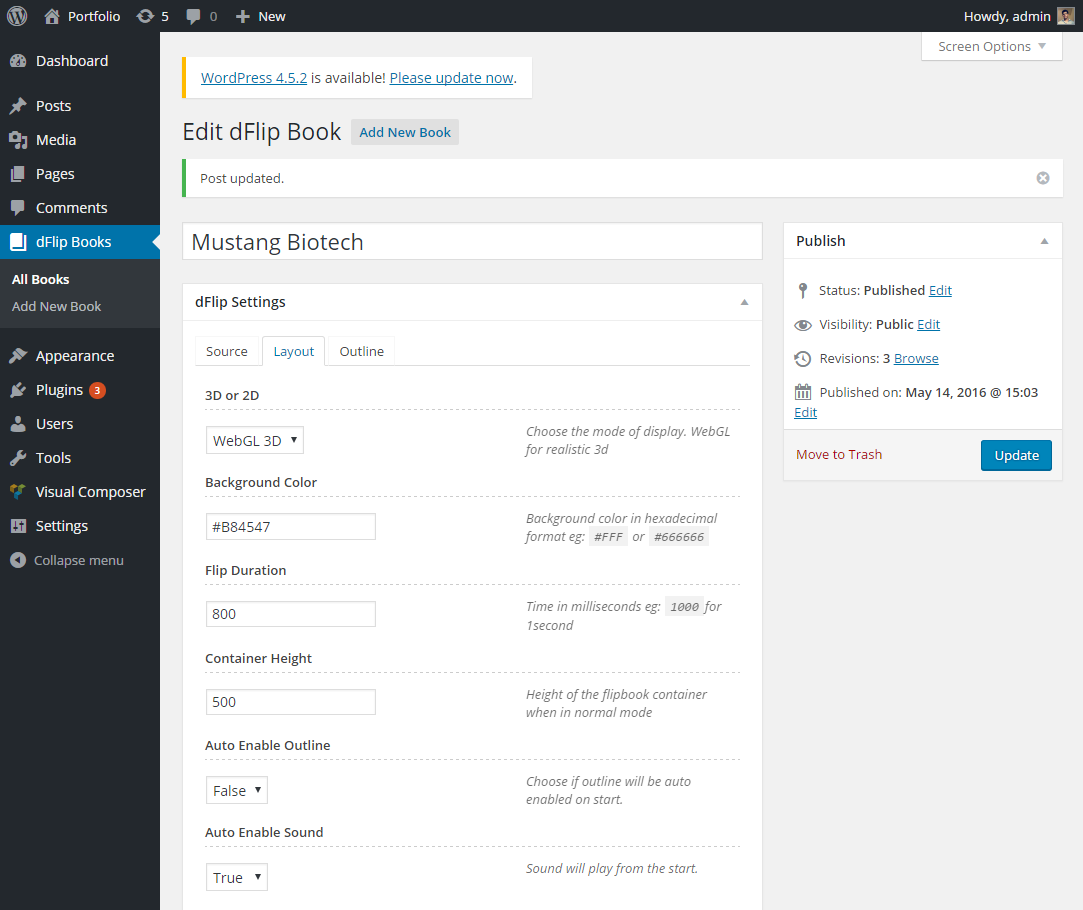 Portfolio 5 0 New Howdy, admin
Screen Options
Dashboard
Posts
Media
Pages
Comments
dFlip Books
All Books
Add New Book
Appearance
Plugins 3
Users
Tools
Visual Composer
Settings
Collapse menu
WordPress 4.5.2 is available! Please update now.
Edit dFlip Book Add New Book
Post updated.
Mustang Biotech
dFlip Settings
Source Layout Outline
3D or 2D
WebGL 3D
Choose the mode of display. WebGL
for realistic 3d
Background Color
#B84547
Background color in hexadecimal
format eg: #FFF or #666666
Flip Duration
800
Time in milliseconds eg: 1000 for
1second
Container Height
500
Height of the flipbook container
when in normal mode
Auto Enable Outline
False
Choose if outline will be auto
enabled on start.
Auto Enable Sound
True
Sound will play from the start.
Publish
Status: Published Edit
Visibility: Public Edit
Revisions: 3 Browse
Published on: May 14, 2016 @ 15:03
Edit
Move to Trash Update